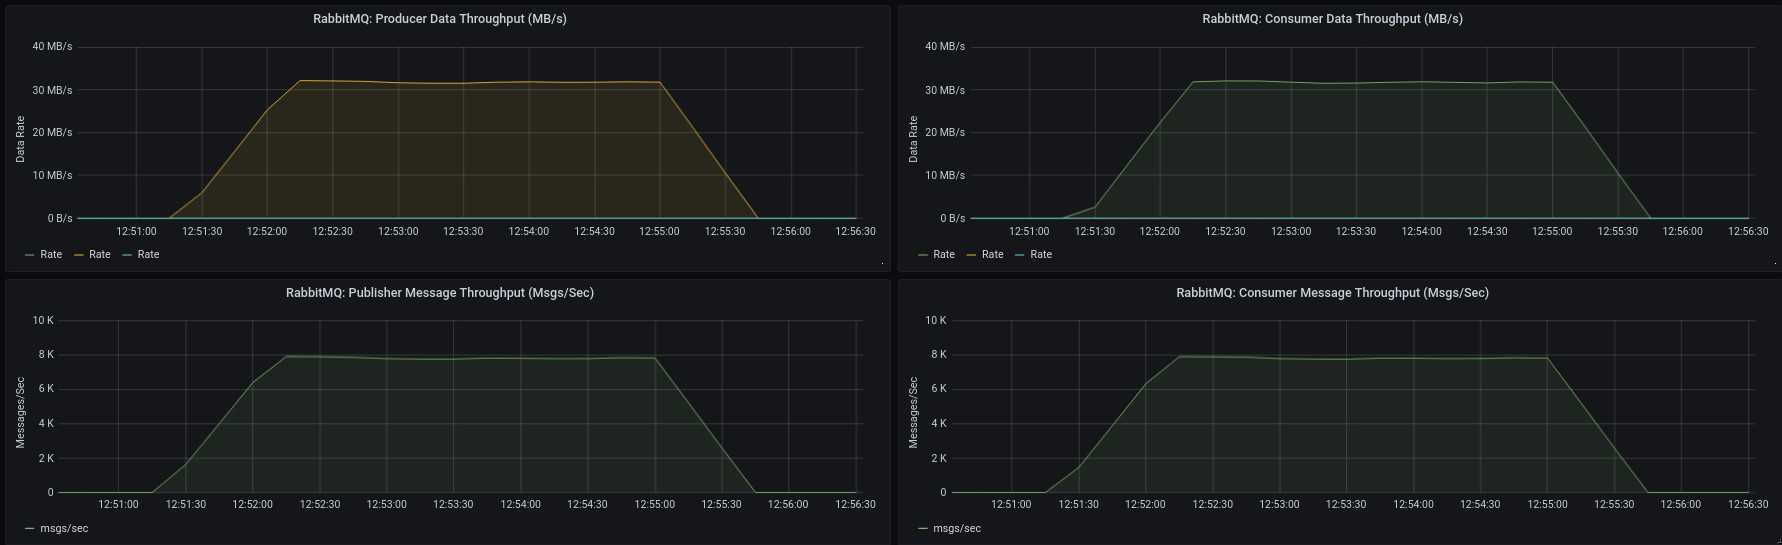 RabbitMQ: Producer Data Throughput (MB/s)
Data Rate
40 MB/s
30 MB/s
20 MB/s
10 MB/s
0 B/s
12:51:00 12:51:30 12:52:00 12:52:30 12:53:00 12:53:30 12:54:00 12:54:30 12:55:00 12:55:30 12:56:00 12:56:30
Rate Rate Rate
RabbitMQ: Consumer Data Throughput (MB/s)
Data Rate
40 MB/s
30 MB/s
20 MB/s
10 MB/s
0 B/s
12:51:00 12:51:30 12:52:00 12:52:30 12:53:00 12:53:30 12:54:00 12:54:30 12:55:00 12:55:30 12:56:00 12:56:30
Rate Rate Rate
RabbitMQ: Publisher Message Throughput (Msgs/Sec)
Messages/Sec
10 K
8 K
6 K
4 K
2 K
0
12:51:00 12:51:30 12:52:00 12:52:30 12:53:00 12:53:30 12:54:00 12:54:30 12:55:00 12:55:30 12:56:00 12:56:30
msgs/sec
RabbitMQ: Consumer Message Throughput (Msgs/Sec)
Messages/Sec
10 K
8 K
6 K
4 K
2 K
0
12:51:00 12:51:30 12:52:00 12:52:30 12:53:00 12:53:30 12:54:00 12:54:30 12:55:00 12:55:30 12:56:00 12:56:30
msgs/sec